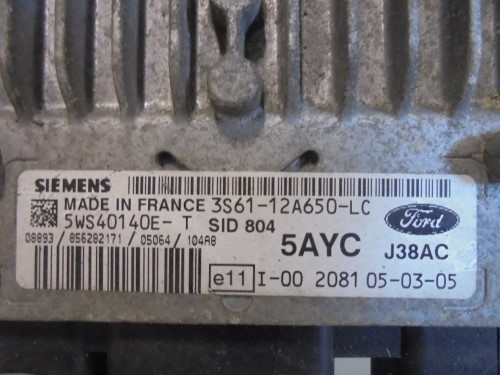 SIEMENS
MADE IN FRANCE 3S61-12A650-LC
5WS40140E- T SID 804
08893 / 856282171 / 05064 / 104A8
5AYC J38AC
Ford
e11 I-00 2081 05-03-05